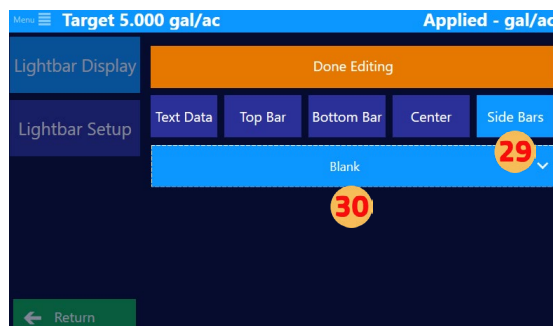 Menu Target 5.000 gal/ac Applied - gal/ac
Lightbar Display
Done Editing
Lightbar Setup
Text Data Top Bar Bottom Bar Center Side Bars
29
Blank
30
Return